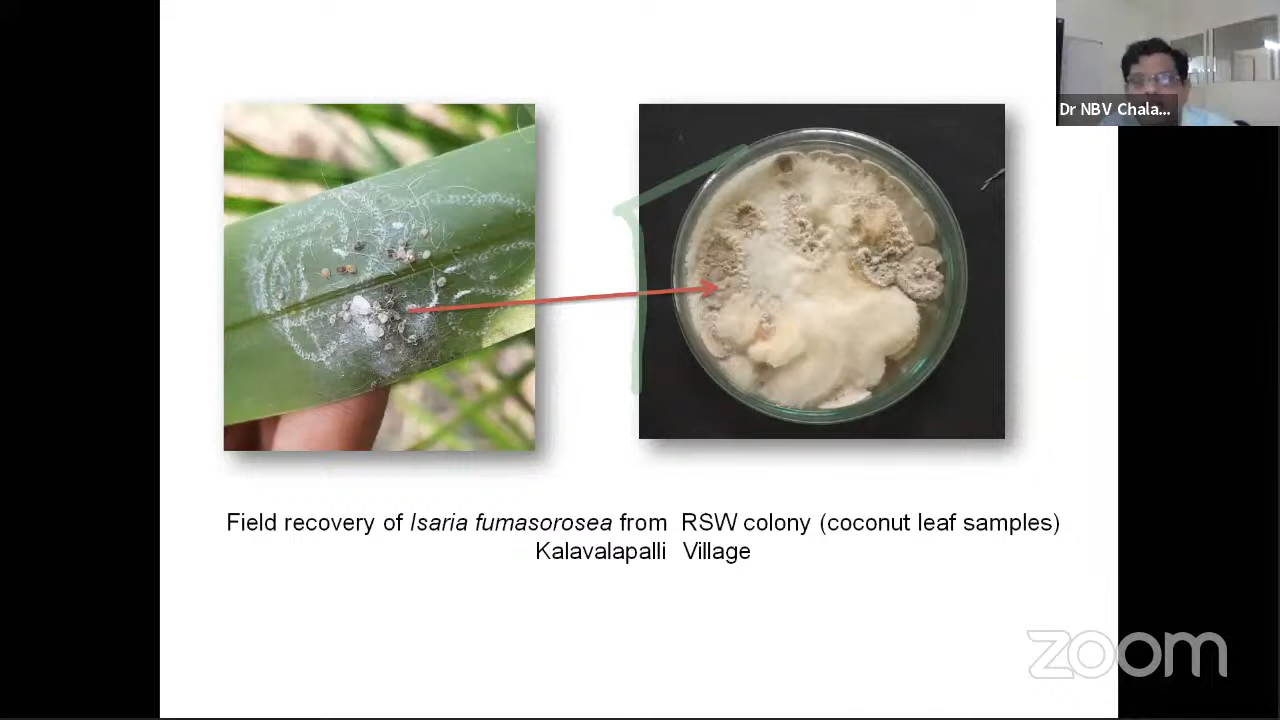 Dr NBV Chala...
Field recovery of Isaria fumasorosea from RSW colony (coconut leaf samples)
Kalavalapalli Village
zoom